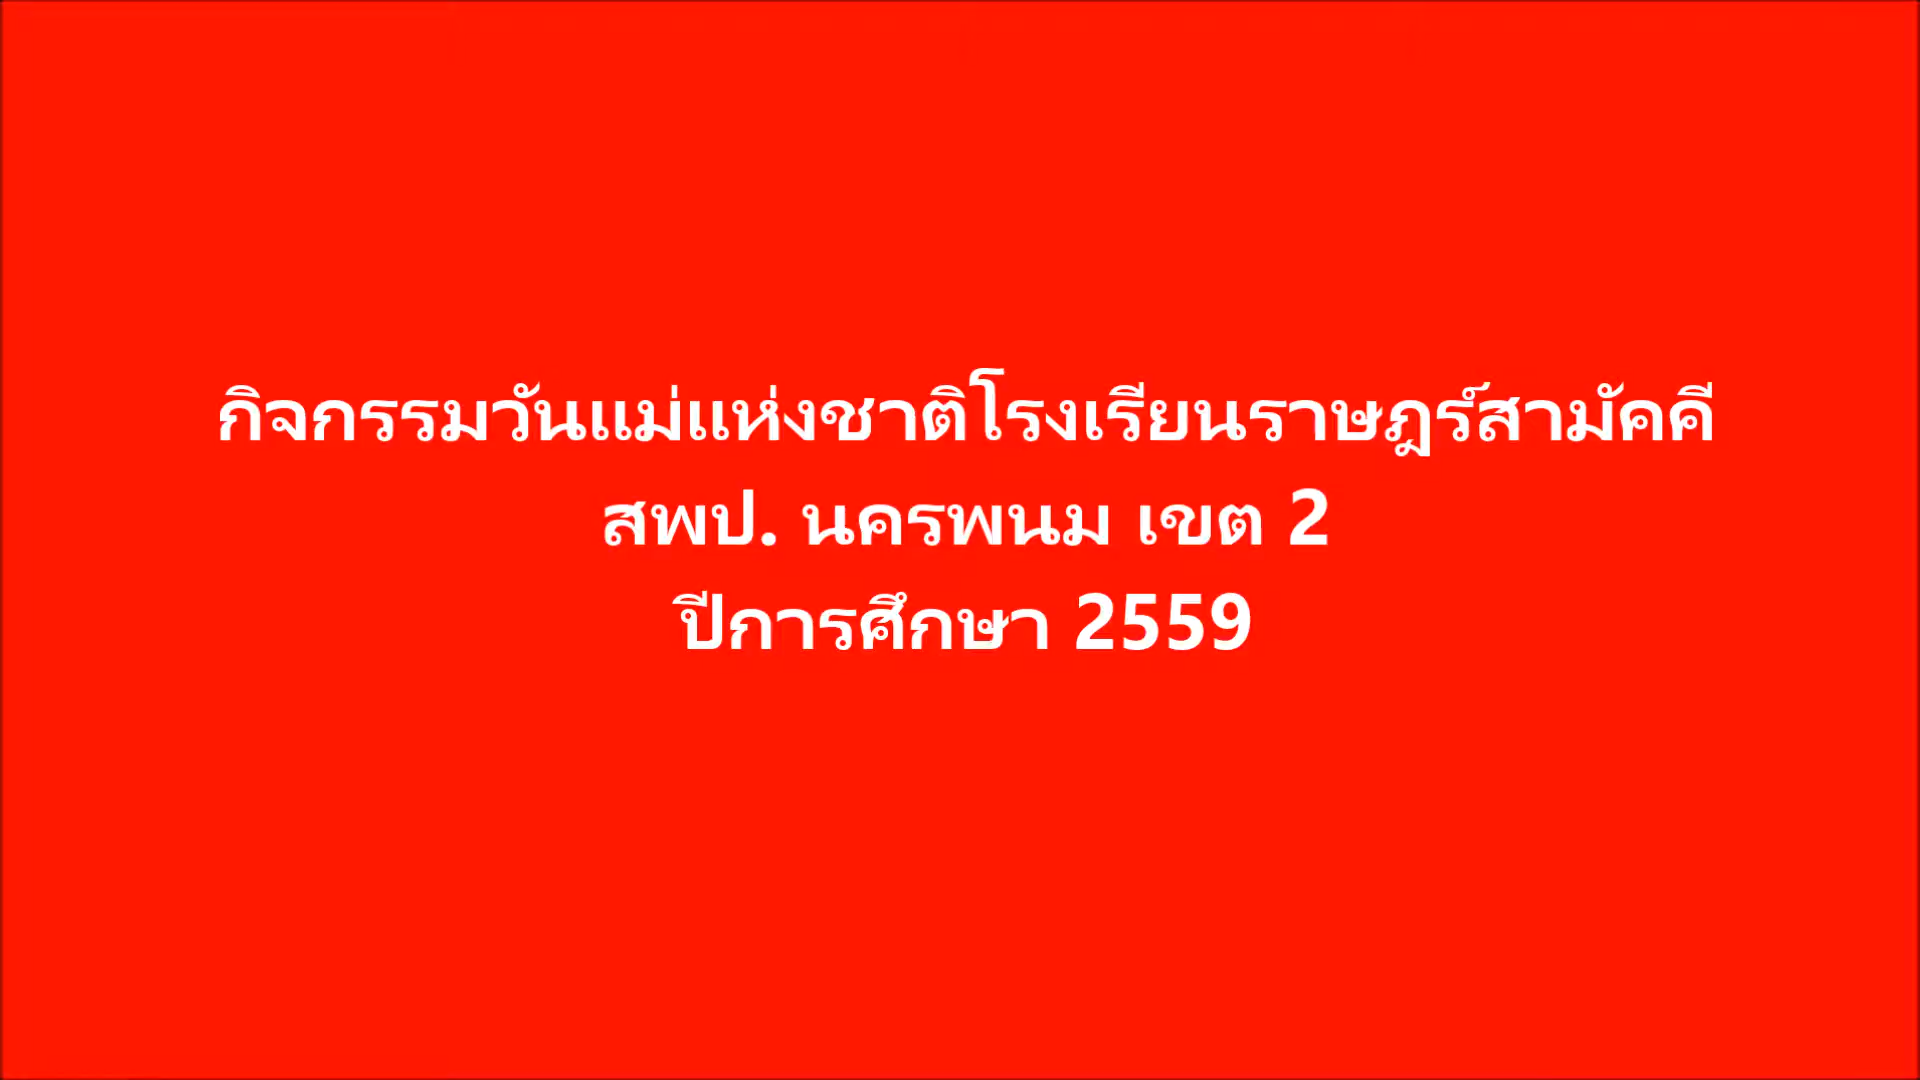 กิจกรรมวันแม่แห่งชาติโรงเรียนราษฎร์สามัคคี
สพป. นครพนม เขต 2
ปีการศึกษา 2559